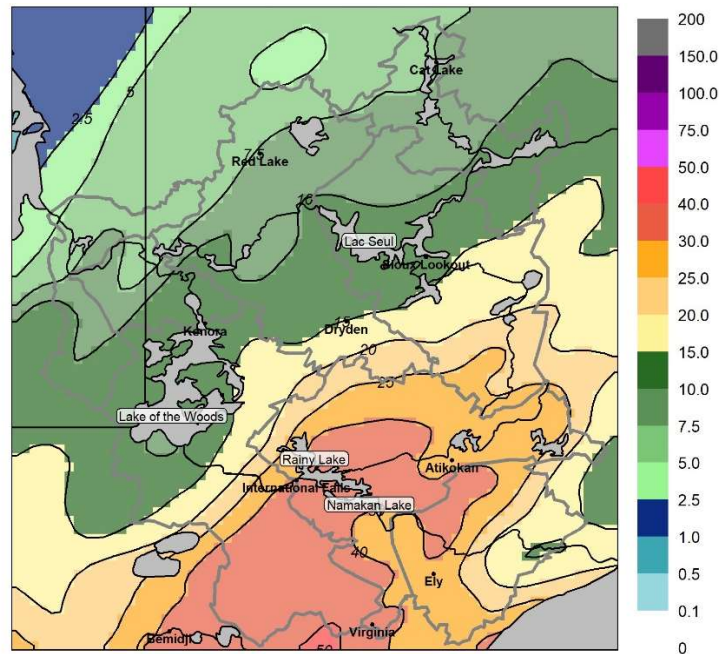 200
Cat Lake
150.0
5
2.5
100.0
75.0
7.5
Red Lake
50.0
10
40.0
Lac Seul
30.0
Sioux Lookout
25.0
15
Kenora
Dryden
20.0
20
15.0
10.0
Lake of the Woods
7.5
Rainy Lake
5.0
Atikokan
International Falls
2.5
Namakan Lake
1.0
40
0.5
Ely
0.1
Virginia
Bemidji
50
0